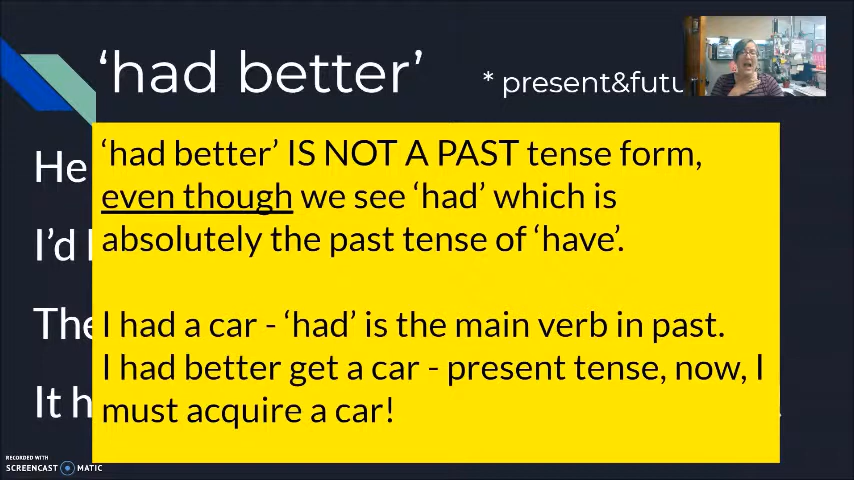 ‘had better’
* present&futu
‘had better’ IS NOT A PAST tense form,
even though we see ‘had’ which is
absolutely the past tense of ‘have’.
I had a car - ‘had’ is the main verb in past.
I had better get a car - present tense, now, I
must acquire a car!
He
I’d
The
It h
RECORDED WITH
SCREENCAST MATIC